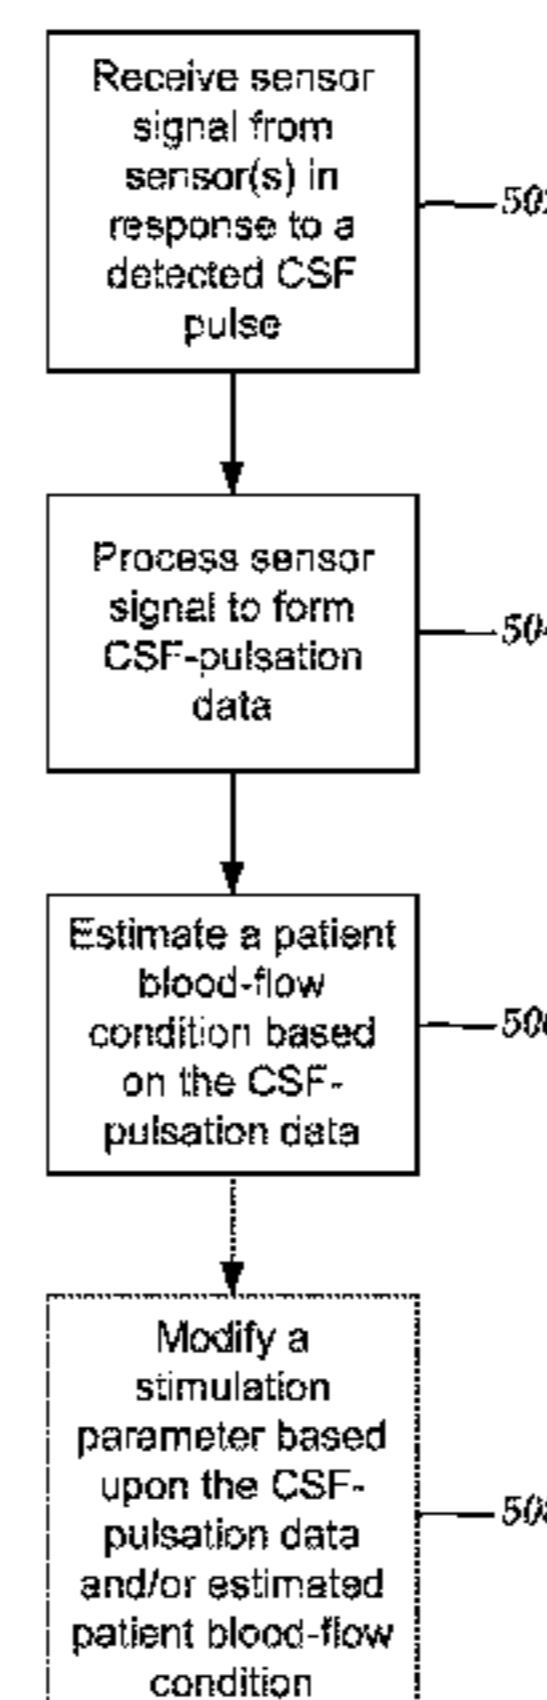 Receive sensor
signal from
sensor(s) in
response to a
detected CSF
pulse
Process sensor
signal to form
CSF-pulsation
data
Estimate a patient
blood-flow
condition based
on the CSF-
pulsation data
Modify a
stimulation
parameter based
upon the CSF-
pulsation data
and/or estimated
patient blood-flow
condition